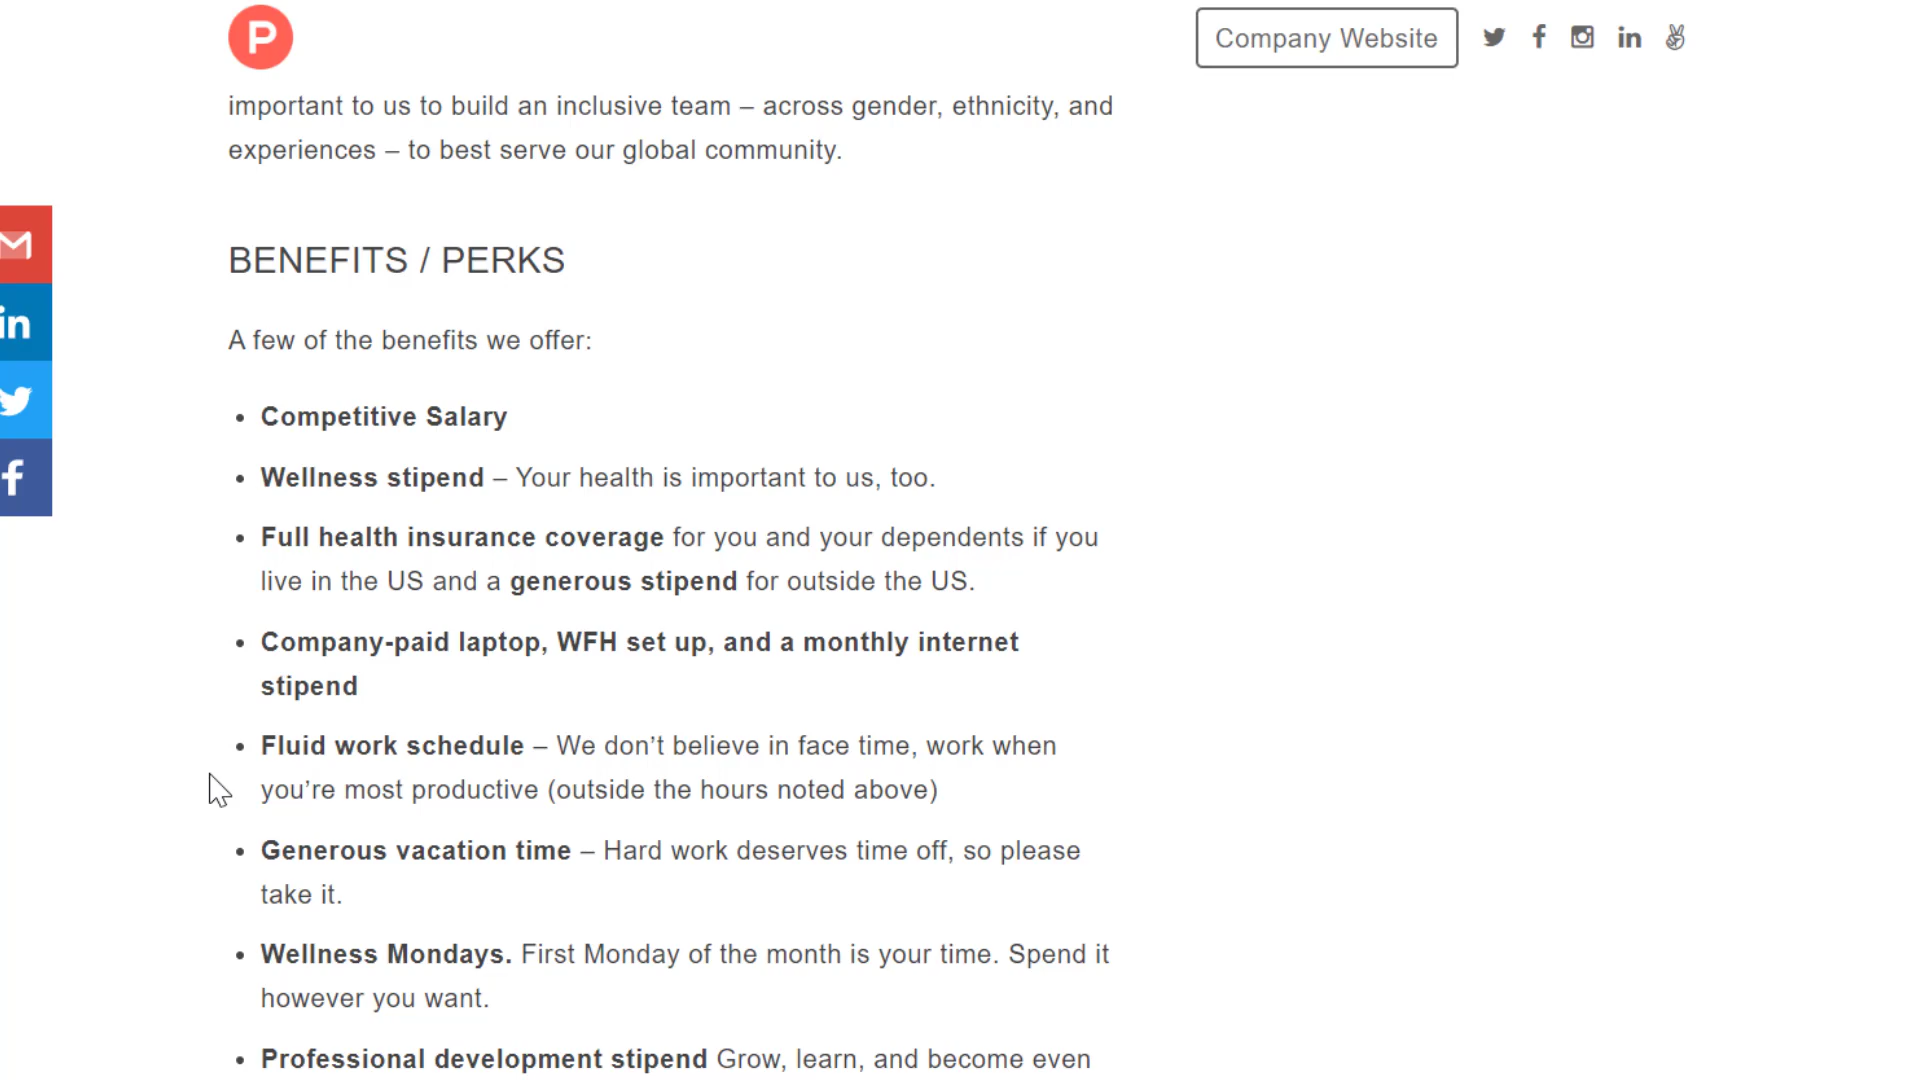 P
Company Website
important to us to build an inclusive team – across gender, ethnicity, and
experiences – to best serve our global community.
BENEFITS / PERKS
A few of the benefits we offer:
• Competitive Salary
• Wellness stipend – Your health is important to us, too.
• Full health insurance coverage for you and your dependents if you
live in the US and a generous stipend for outside the US.
• Company-paid laptop, WFH set up, and a monthly internet
stipend
• Fluid work schedule – We don’t believe in face time, work when
you’re most productive (outside the hours noted above)
• Generous vacation time – Hard work deserves time off, so please
take it.
• Wellness Mondays. First Monday of the month is your time. Spend it
however you want.
• Professional development stipend Grow, learn, and become even